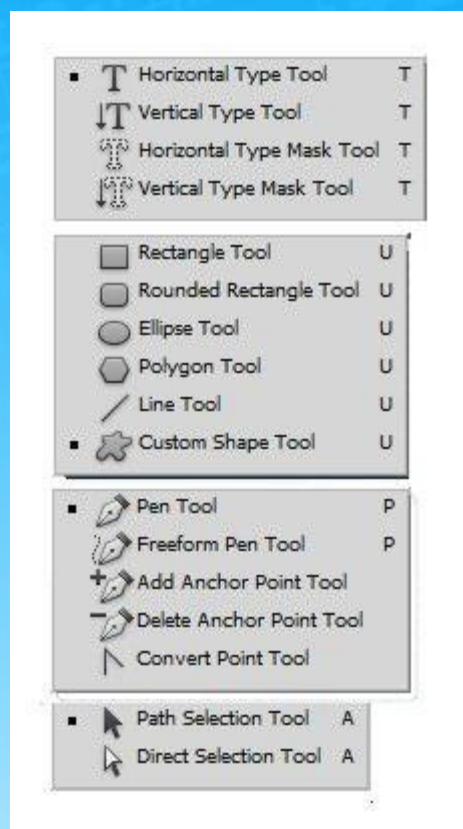 Horizontal Type Tool T
Vertical Type Tool T
Horizontal Type Mask Tool T
Vertical Type Mask Tool T
Rectangle Tool U
Rounded Rectangle Tool U
Ellipse Tool U
Polygon Tool U
Line Tool U
Custom Shape Tool U
Pen Tool P
Freeform Pen Tool P
Add Anchor Point Tool
Delete Anchor Point Tool
Convert Point Tool
Path Selection Tool A
Direct Selection Tool A